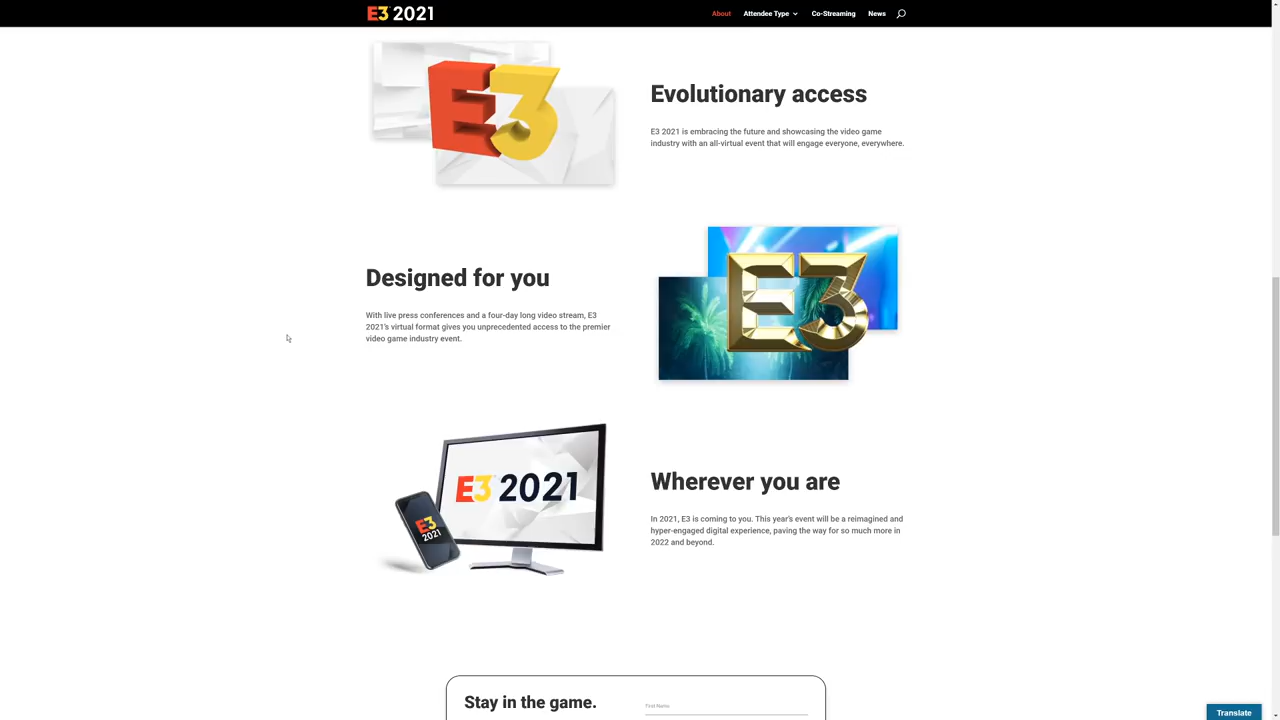 E3 2021
About
Attendee Type
Co-Streaming
News
E3
Evolutionary access
E3 2021 is embracing the future and showcasing the video game
industry with an all-virtual event that will engage everyone, everywhere.
Designed for you
With live press conferences and a four-day long video stream, E3
2021's virtual format gives you unprecedented access to the premier
video game industry event.
E3
E3 2021
E3
2021
Wherever you are
In 2021, E3 is coming to you. This year's event will be a reimagined and
hyper-engaged digital experience, paving the way for so much more in
2022 and beyond.
Stay in the game.
First Name
Translate